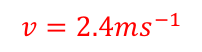 v = 2.4ms⁻¹